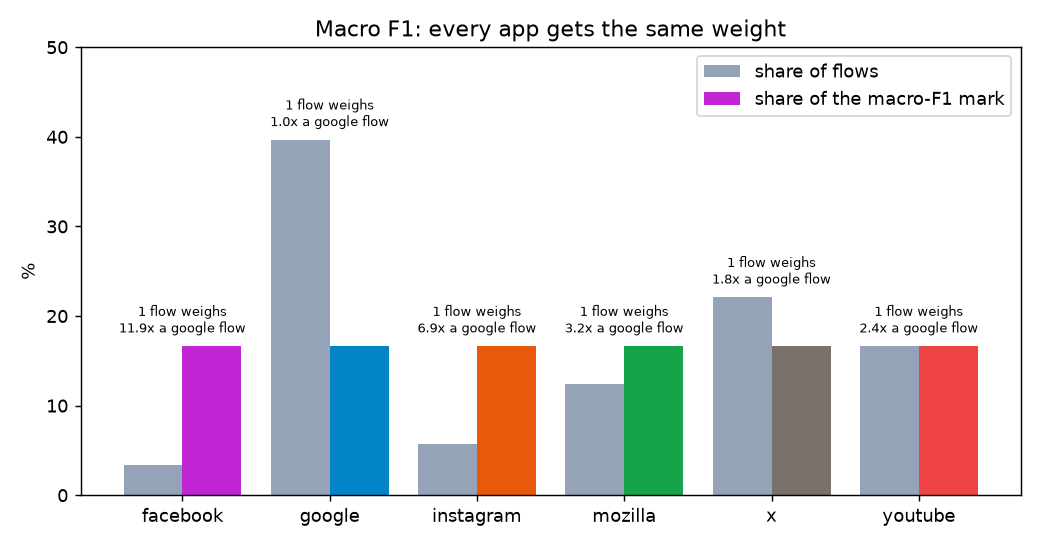 Macro F1: every app gets the same weight
share of flows
share of the macro-F1 mark
%
50
40
30
20
10
0
1 flow weighs
11.9x a google flow
1 flow weighs
1.0x a google flow
1 flow weighs
6.9x a google flow
1 flow weighs
3.2x a google flow
1 flow weighs
1.8x a google flow
1 flow weighs
2.4x a google flow
facebook
google
instagram
mozilla
x
youtube